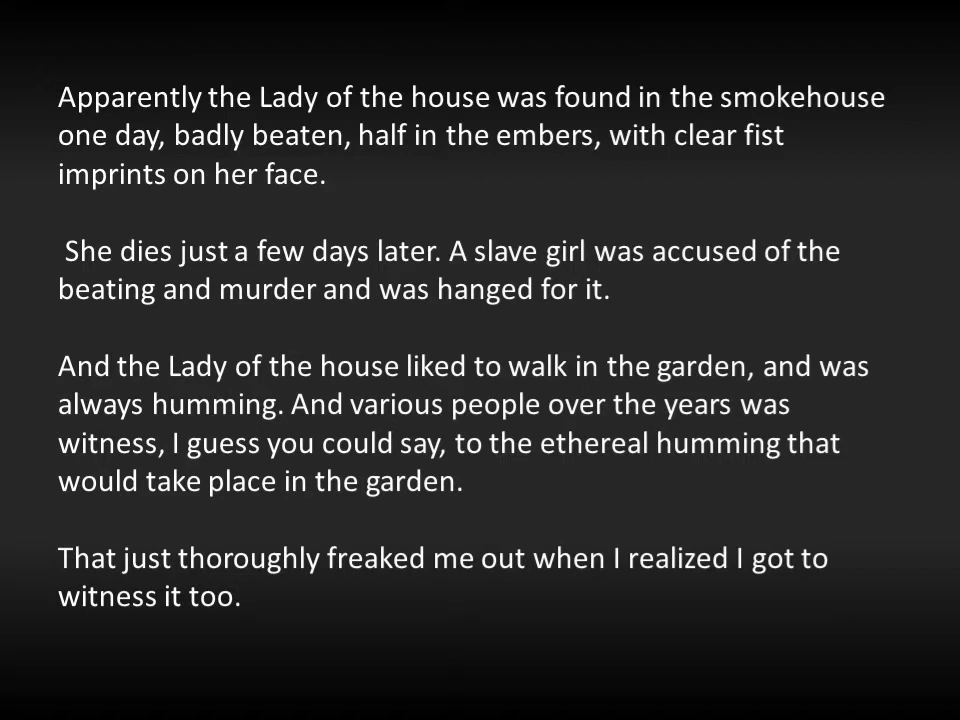 Apparently the Lady of the house was found in the smokehouse
one day, badly beaten, half in the embers, with clear fist
imprints on her face.
She dies just a few days later. A slave girl was accused of the
beating and murder and was hanged for it.
And the Lady of the house liked to walk in the garden, and was
always humming. And various people over the years was
witness, I guess you could say, to the ethereal humming that
would take place in the garden.
That just thoroughly freaked me out when I realized I got to
witness it too.